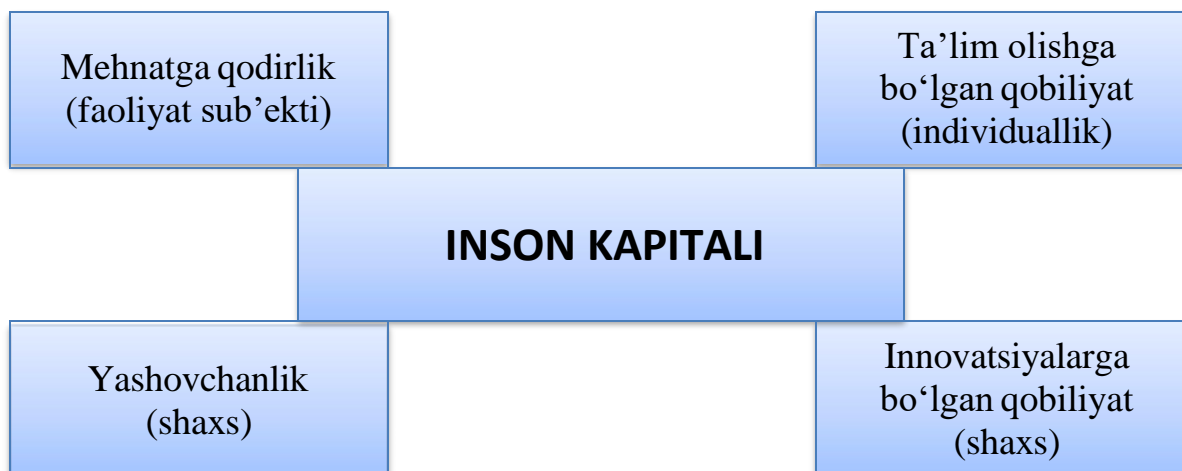 Mehnatga qodirlik
(faoliyat sub’ekti)
Ta’lim olishga
bo‘lgan qobiliyat
(individuallik)
INSON KAPITALI
Yashovchanlik
(shaxs)
Innovatsiyalarga
bo‘lgan qobiliyat
(shaxs)